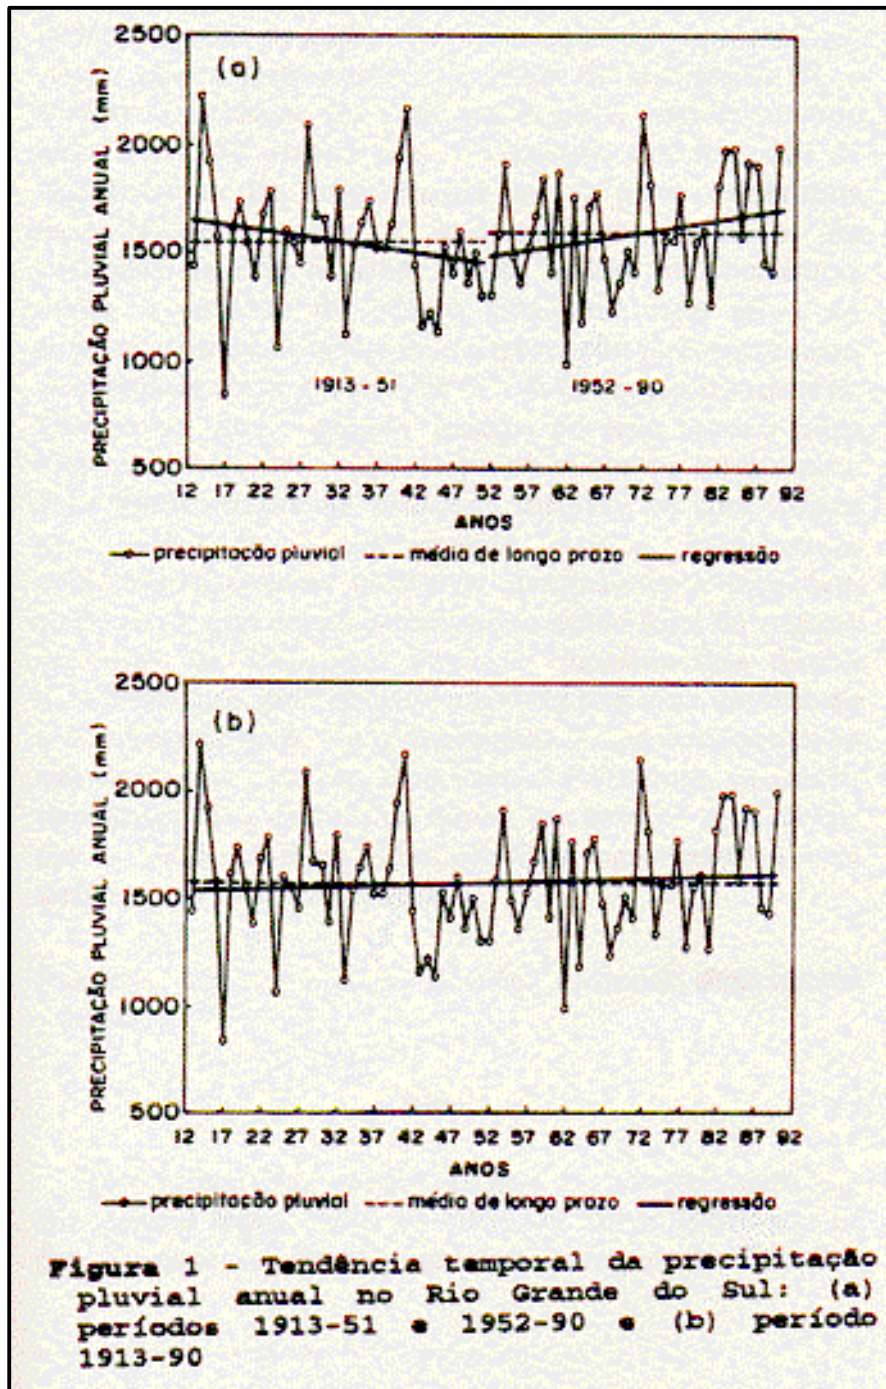 2500
(a)
2000
1500
1000
500
PRECIPITAÇÃO PLUVIAL ANUAL (mm)
1913 - 51
1952 - 90
12 17 22 27 32 37 42 47 52 57 62 67 72 77 82 87 92
ANOS
precipitação pluvial média de longo prazo regressão
2500
(b)
2000
1500
1000
500
PRECIPITAÇÃO PLUVIAL ANUAL (mm)
12 17 22 27 32 37 42 47 52 57 62 67 72 77 82 87 92
ANOS
precipitação pluvial média de longo prazo regressão
Figura 1 - Tendência temporal da precipitação
pluvial anual no Rio Grande do Sul: (a)
períodos 1913-51 e 1952-90 e (b) período
1913-90